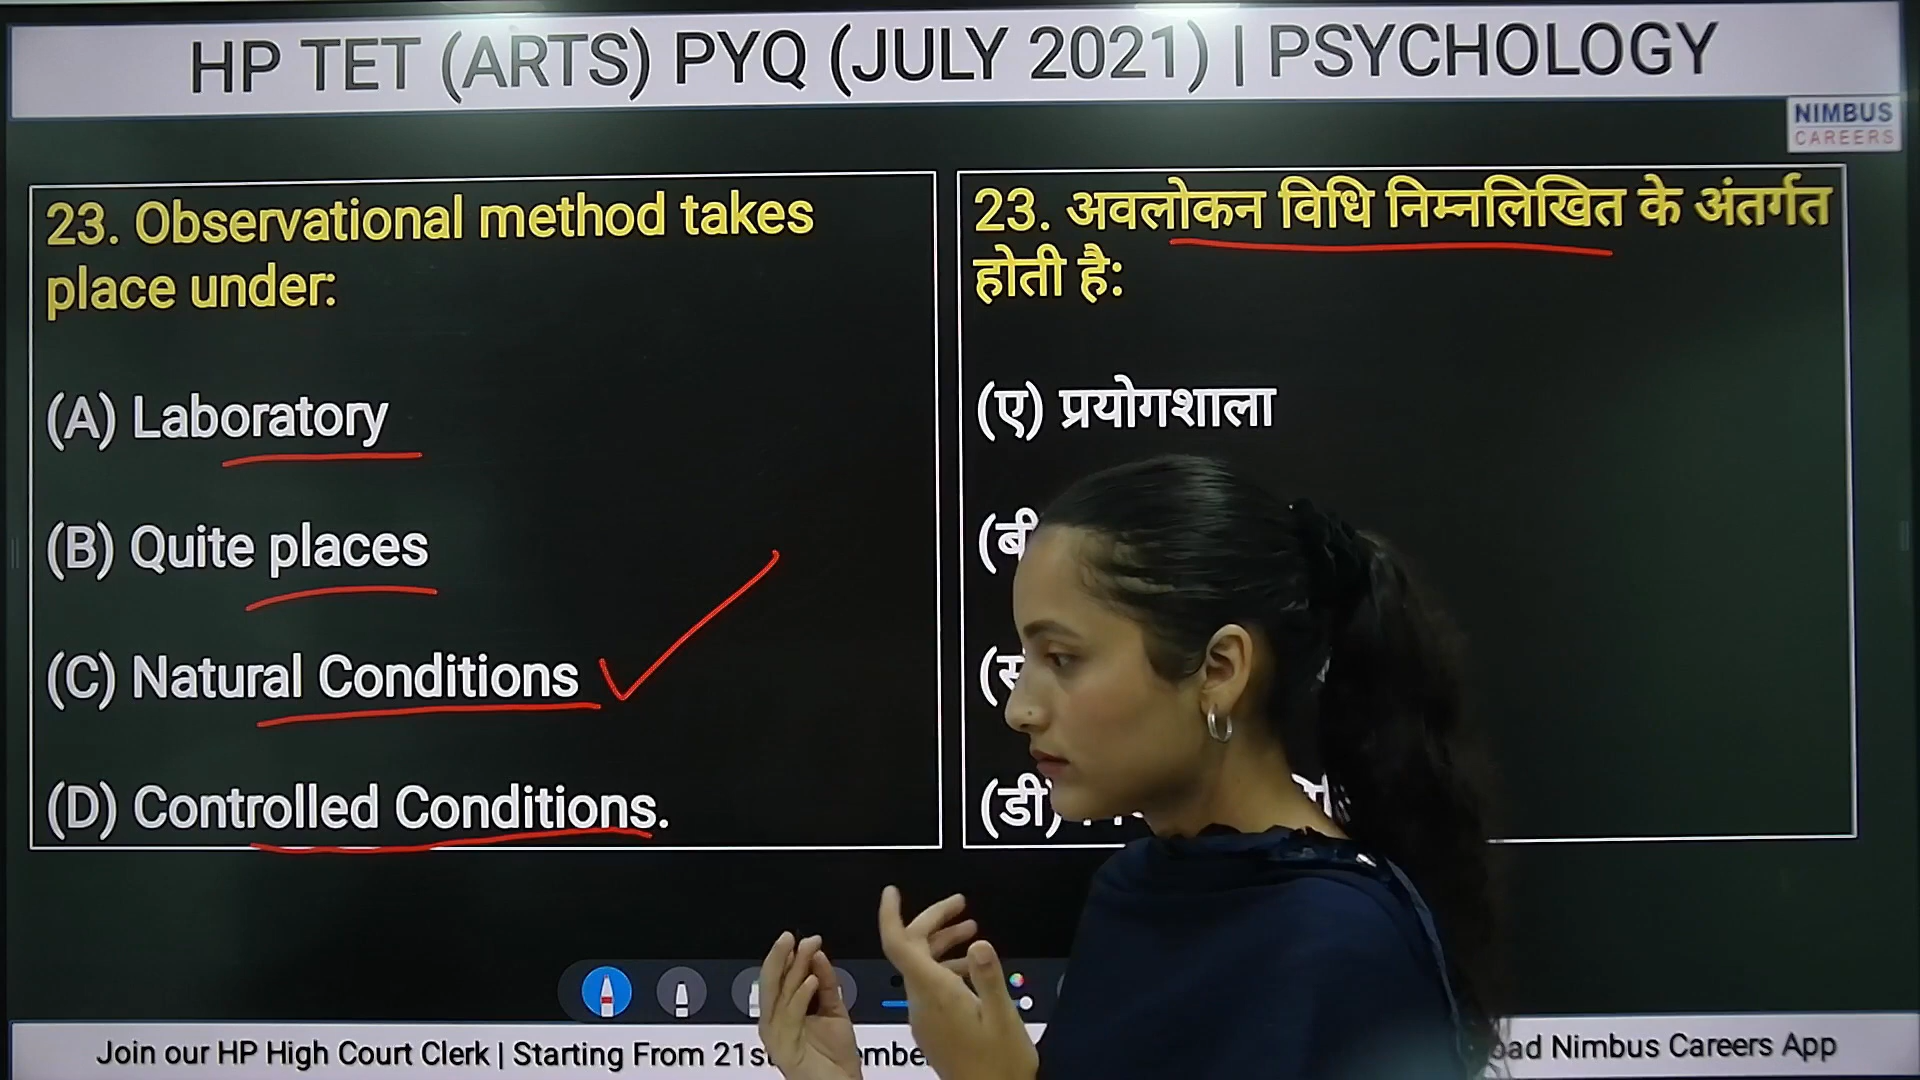 HP TET (ARTS) PYQ (JULY 2021) | PSYCHOLOGY
NIMBUS
CAREERS
23. Observational method takes
place under:
(A) Laboratory
(B) Quite places
(C) Natural Conditions
(D) Controlled Conditions.
23. अवलोकन विधि निम्नलिखित के अंतर्गत
होती है:
(ए) प्रयोगशाला
(बी
(डी)
Join our HP High Court Clerk | Starting From 21st
Nimbus Careers App